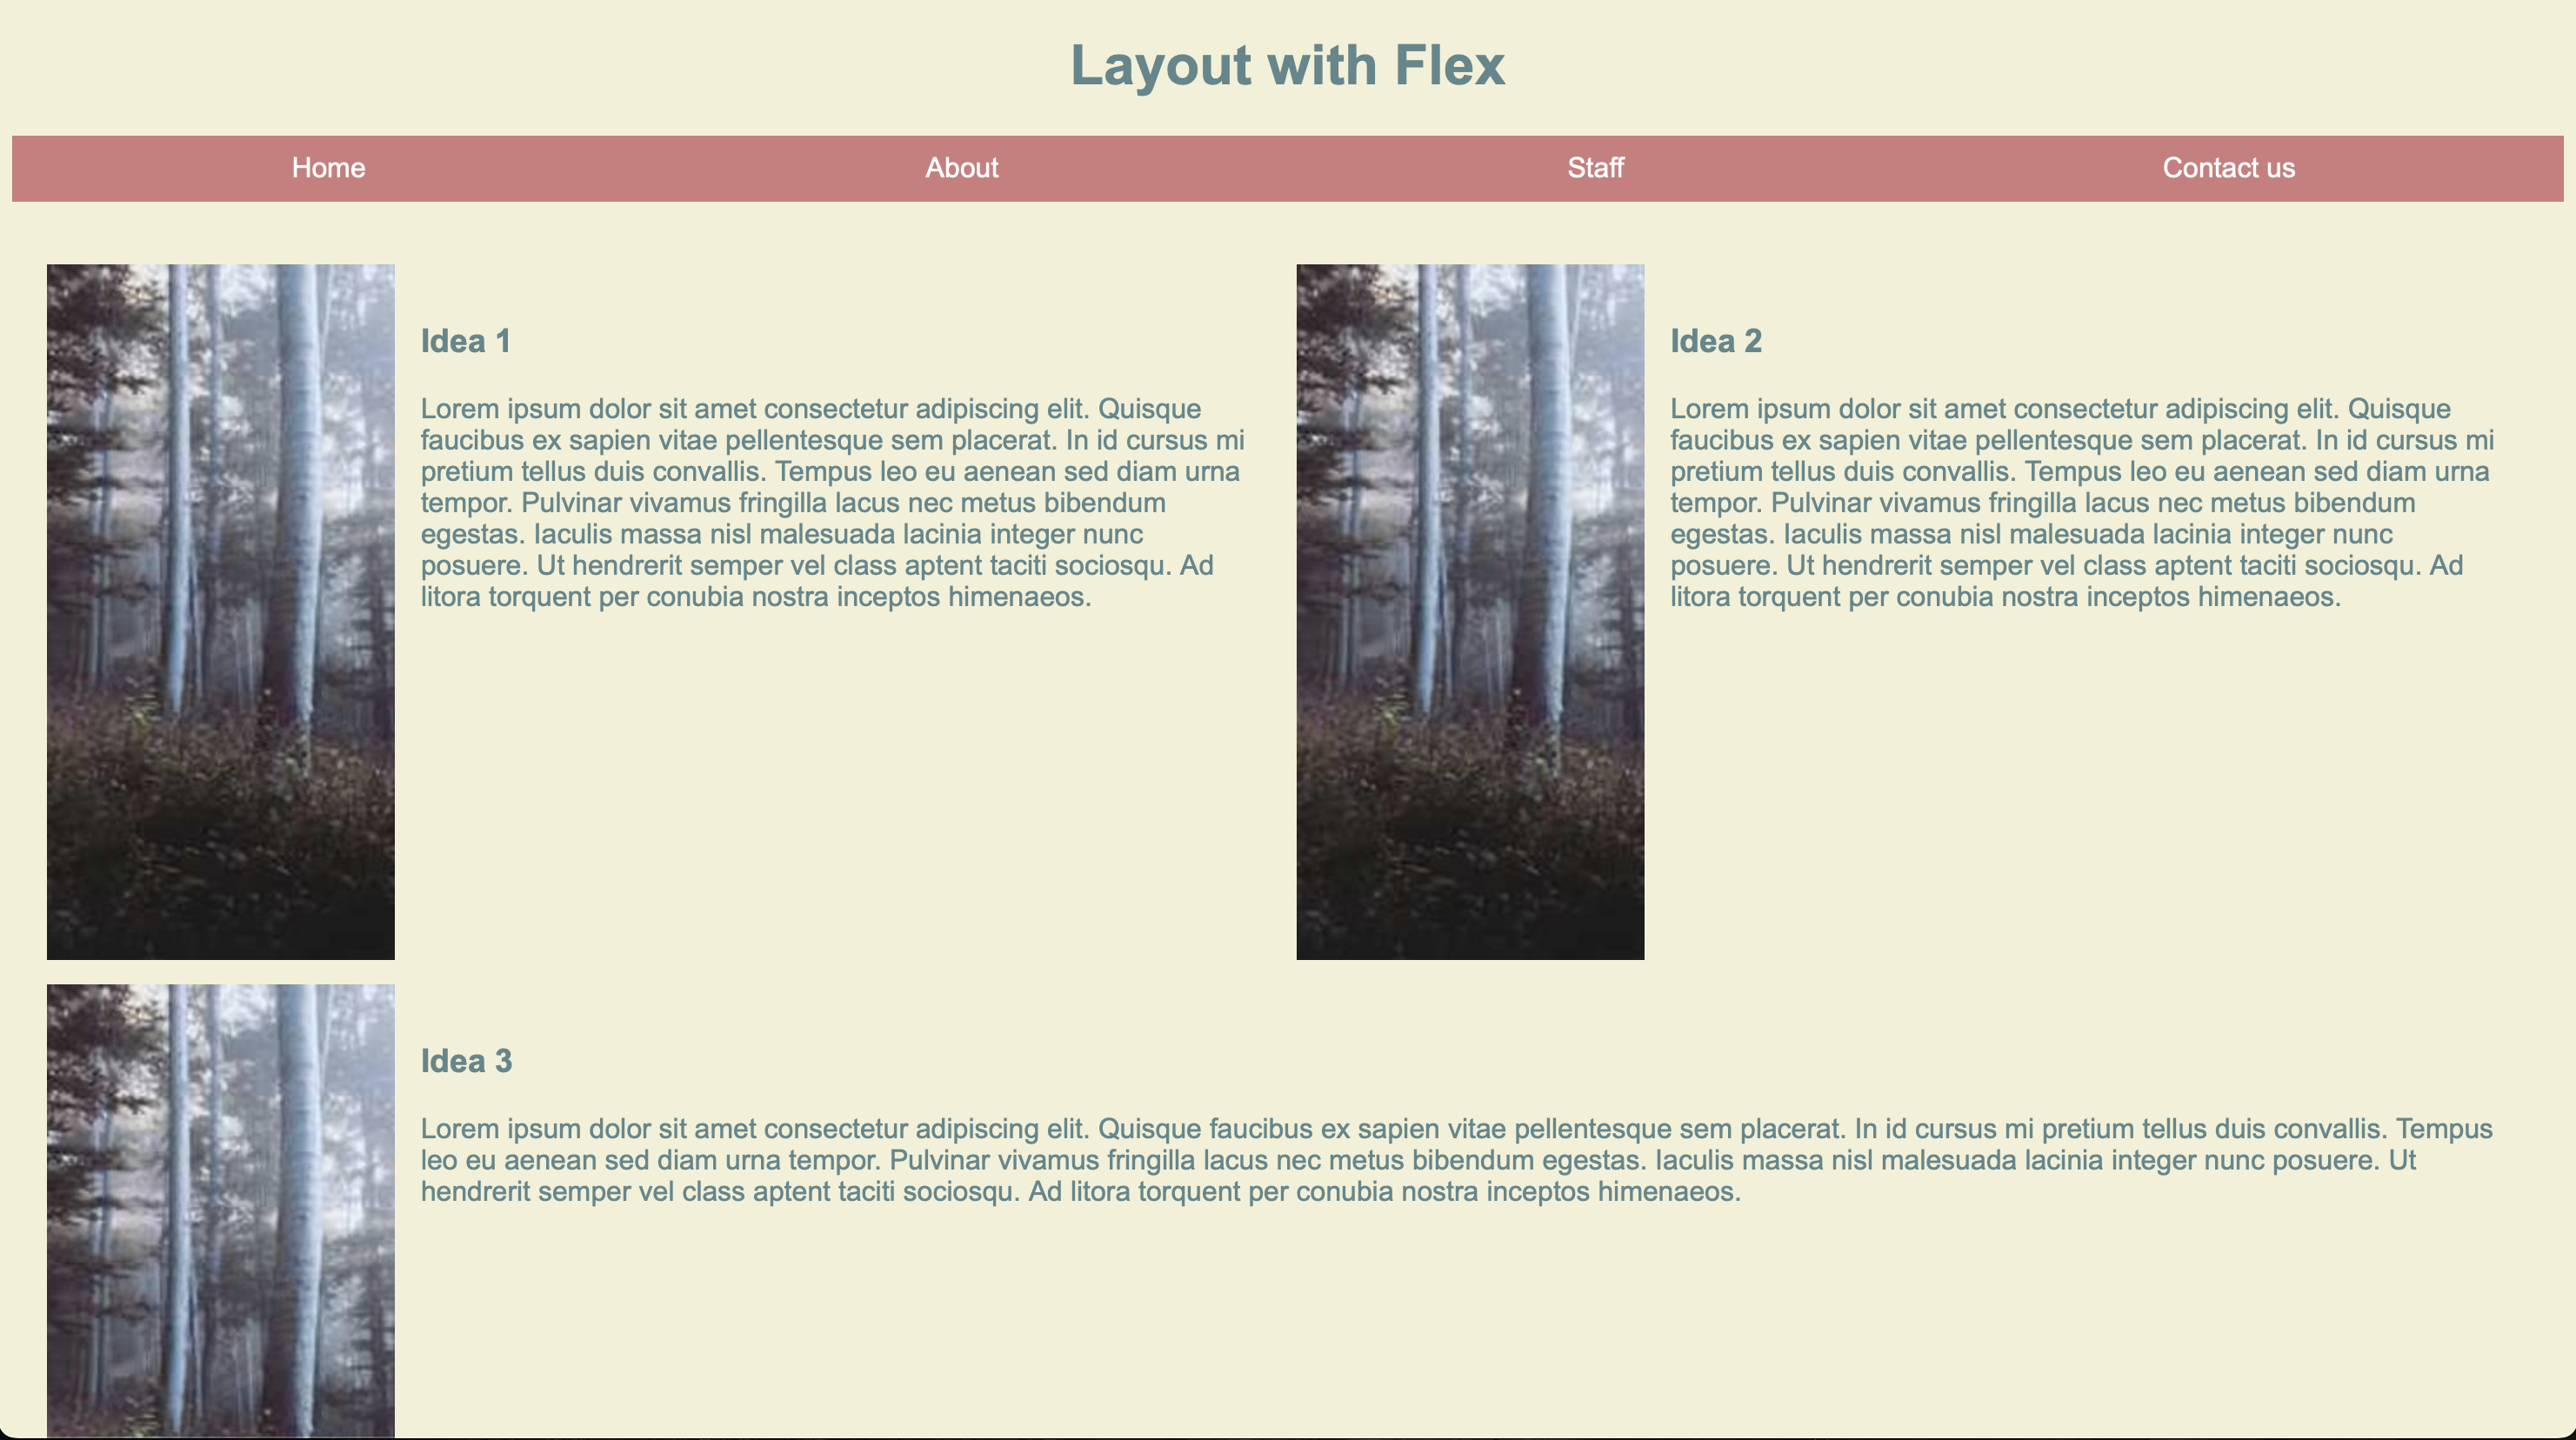 Layout with Flex
Home About Staff Contact us
Idea 1
Lorem ipsum dolor sit amet consectetur adipiscing elit. Quisque
faucibus ex sapien vitae pellentesque sem placerat. In id cursus mi
pretium tellus duis convallis. Tempus leo eu aenean sed diam urna
tempor. Pulvinar vivamus fringilla lacus nec metus bibendum
egestas. Iaculis massa nisl malesuada lacinia integer nunc
posuere. Ut hendrerit semper vel class aptent taciti sociosqu. Ad
litora torquent per conubia nostra inceptos himenaeos.
Idea 2
Lorem ipsum dolor sit amet consectetur adipiscing elit. Quisque
faucibus ex sapien vitae pellentesque sem placerat. In id cursus mi
pretium tellus duis convallis. Tempus leo eu aenean sed diam urna
tempor. Pulvinar vivamus fringilla lacus nec metus bibendum
egestas. Iaculis massa nisl malesuada lacinia integer nunc
posuere. Ut hendrerit semper vel class aptent taciti sociosqu. Ad
litora torquent per conubia nostra inceptos himenaeos.
Idea 3
Lorem ipsum dolor sit amet consectetur adipiscing elit. Quisque faucibus ex sapien vitae pellentesque sem placerat. In id cursus mi pretium tellus duis convallis. Tempus
leo eu aenean sed diam urna tempor. Pulvinar vivamus fringilla lacus nec metus bibendum egestas. Iaculis massa nisl malesuada lacinia integer nunc posuere. Ut
hendrerit semper vel class aptent taciti sociosqu. Ad litora torquent per conubia nostra inceptos himenaeos.